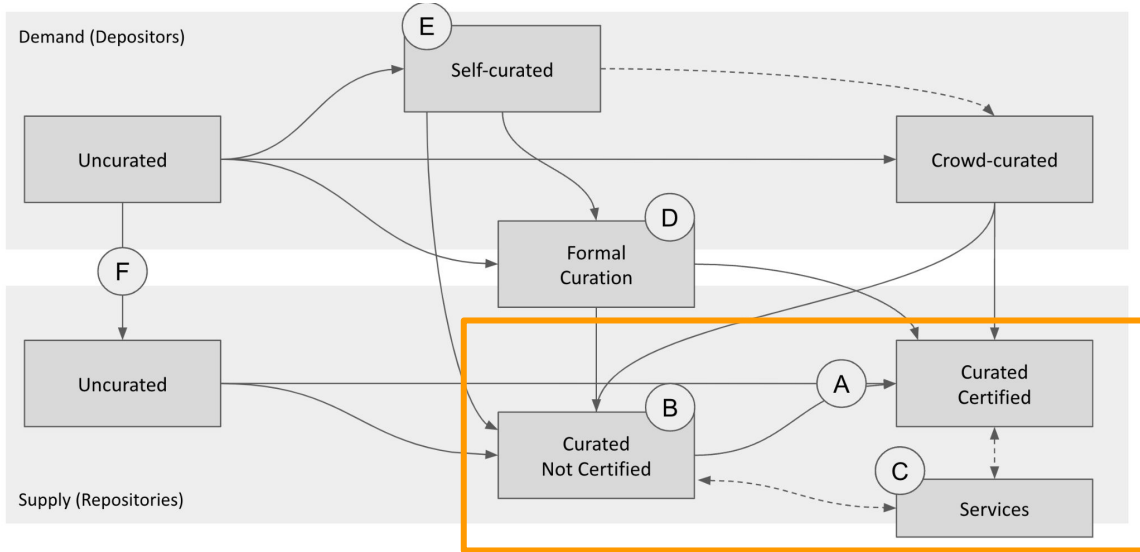 Demand (Depositors)
E
Self-curated
Uncurated
Crowd-curated
D
Formal
Curation
F
Uncurated
A
Curated
Certified
B
Curated
Not Certified
C
Services
Supply (Repositories)